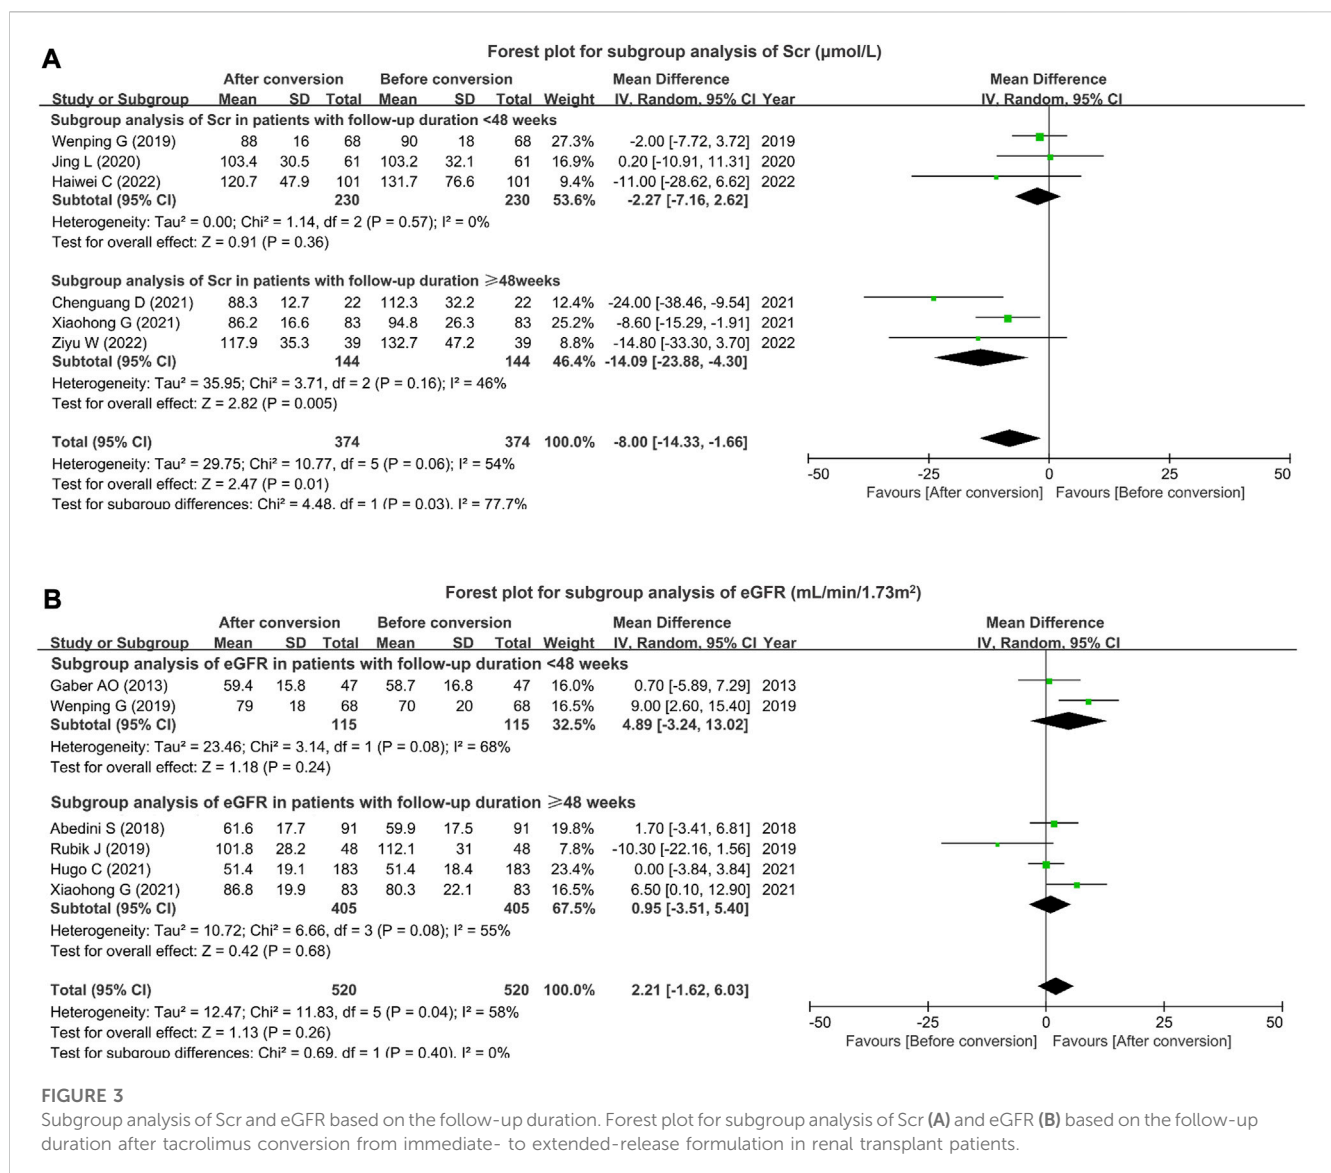 A
Forest plot for subgroup analysis of Scr (µmol/L)
After conversion Before conversion Mean Difference Mean Difference
Study or Subgroup Mean SD Total Mean SD Total Weight IV, Random, 95% CI Year IV, Random, 95% CI
Subgroup analysis of Scr in patients with follow-up duration <48 weeks
Wenping G (2019) 88 16 68 90 18 68 27.3% -2.00 [-7.72, 3.72] 2019
Jing L (2020) 103.4 30.5 61 103.2 32.1 61 16.9% 0.20 [-10.91, 11.31] 2020
Haiwei C (2022) 120.7 47.9 101 131.7 76.6 101 9.4% -11.00 [-28.62, 6.62] 2022
Subtotal (95% CI) 230 230 53.6% -2.27 [-7.16, 2.62]
Heterogeneity: Tau² = 0.00; Chi² = 1.14, df = 2 (P = 0.57); I² = 0%
Test for overall effect: Z = 0.91 (P = 0.36)
Subgroup analysis of Scr in patients with follow-up duration ⩾48weeks
Chenguang D (2021) 88.3 12.7 22 112.3 32.2 22 12.4% -24.00 [-38.46, -9.54] 2021
Xiaohong G (2021) 86.2 16.6 83 94.8 26.3 83 25.2% -8.60 [-15.29, -1.91] 2021
Ziyu W (2022) 117.9 35.3 39 132.7 47.2 39 8.8% -14.80 [-33.30, 3.70] 2022
Subtotal (95% CI) 144 144 46.4% -14.09 [-23.88, -4.30]
Heterogeneity: Tau² = 35.95; Chi² = 3.71, df = 2 (P = 0.16); I² = 46%
Test for overall effect: Z = 2.82 (P = 0.005)
Total (95% CI) 374 374 100.0% -8.00 [-14.33, -1.66]
Heterogeneity: Tau² = 29.75; Chi² = 10.77, df = 5 (P = 0.06); I² = 54%
Test for overall effect: Z = 2.47 (P = 0.01)
Test for subgroup differences: Chi² = 4.48, df = 1 (P = 0.03), I² = 77.7%
-50 -25 0 25 50
Favours [After conversion] Favours [Before conversion]
B
Forest plot for subgroup analysis of eGFR (mL/min/1.73m²)
After conversion Before conversion Mean Difference Mean Difference
Study or Subgroup Mean SD Total Mean SD Total Weight IV, Random, 95% CI Year IV, Random, 95% CI
Subgroup analysis of eGFR in patients with follow-up duration <48 weeks
Gaber AO (2013) 59.4 15.8 47 58.7 16.8 47 16.0% 0.70 [-5.89, 7.29] 2013
Wenping G (2019) 79 18 68 70 20 68 16.5% 9.00 [2.60, 15.40] 2019
Subtotal (95% CI) 115 115 32.5% 4.89 [-3.24, 13.02]
Heterogeneity: Tau² = 23.46; Chi² = 3.14, df = 1 (P = 0.08); I² = 68%
Test for overall effect: Z = 1.18 (P = 0.24)
Subgroup analysis of eGFR in patients with follow-up duration ⩾48 weeks
Abedini S (2018) 61.6 17.7 91 59.9 17.5 91 19.8% 1.70 [-3.41, 6.81] 2018
Rubik J (2019) 101.8 28.2 48 112.1 31 48 7.8% -10.30 [-22.16, 1.56] 2019
Hugo C (2021) 51.4 19.1 183 51.4 18.4 183 23.4% 0.00 [-3.84, 3.84] 2021
Xiaohong G (2021) 86.8 19.9 83 80.3 22.1 83 16.5% 6.50 [0.10, 12.90] 2021
Subtotal (95% CI) 405 405 67.5% 0.95 [-3.51, 5.40]
Heterogeneity: Tau² = 10.72; Chi² = 6.66, df = 3 (P = 0.08); I² = 55%
Test for overall effect: Z = 0.42 (P = 0.68)
Total (95% CI) 520 520 100.0% 2.21 [-1.62, 6.03]
Heterogeneity: Tau² = 12.47; Chi² = 11.83, df = 5 (P = 0.04); I² = 58%
Test for overall effect: Z = 1.13 (P = 0.26)
Test for subgroup differences: Chi² = 0.69, df = 1 (P = 0.40), I² = 0%
-50 -25 0 25 50
Favours [Before conversion] Favours [After conversion]
FIGURE 3
Subgroup analysis of Scr and eGFR based on the follow-up duration. Forest plot for subgroup analysis of Scr (A) and eGFR (B) based on the follow-up
duration after tacrolimus conversion from immediate- to extended-release formulation in renal transplant patients.